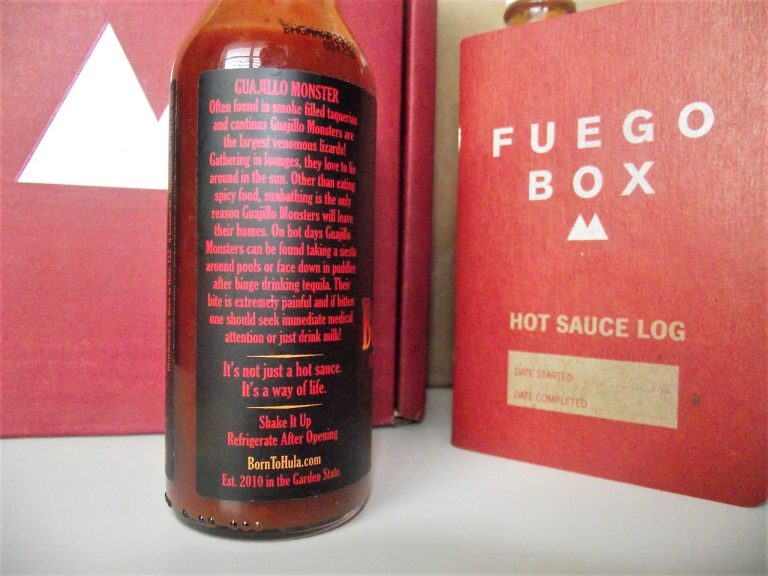 GUAJILLO MONSTER
Often found in smoke filled taquerias
and cantinas Guajillo Monsters are
the largest venomous lizards!
Gathering in lounges, they love to lie
around in the sun. Other than eating
spicy food, sunbathing is the only
reason Guajillo Monsters will leave
their homes. On hot days Guajillo
Monsters can be found taking a siesta
around pools or face down in puddles
after binge drinking tequila. Their
bite is extremely painful and if bitten
one should seek immediate medical
attention or just drink milk!
It's not just a hot sauce.
It's a way of life.
Shake It Up
Refrigerate After Opening
BornToHula.com
Est. 2010 in the Garden State.
FUEGO
BOX
HOT SAUCE LOG
DATE STARTED
DATE COMPLETED